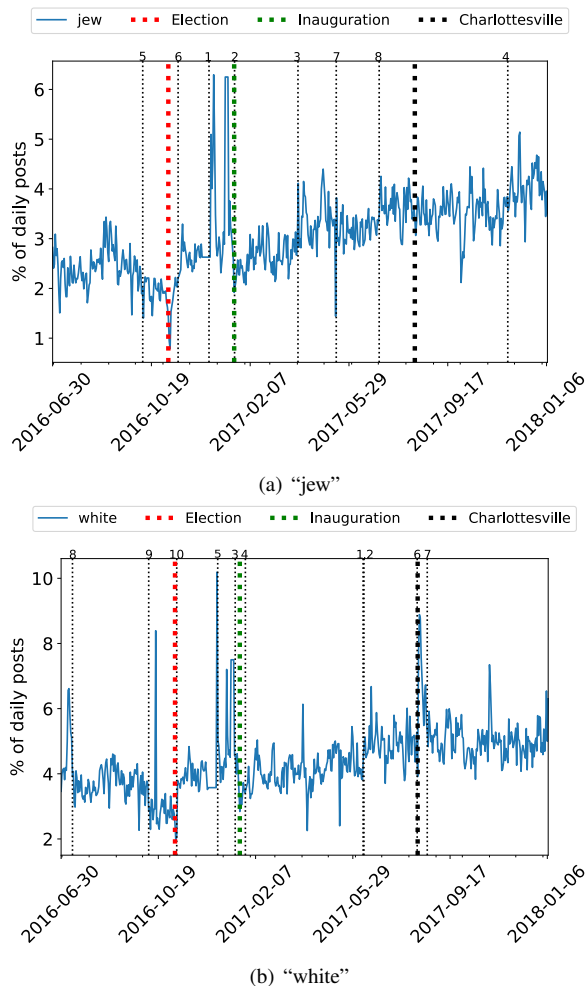 jew Election Inauguration Charlottesville
5 6 1 2 3 7 8 4
6
5
4
3
2
1
% of daily posts
2016-06-30 2016-10-19 2017-02-07 2017-05-29 2017-09-17 2018-01-06
(a) “jew”
white Election Inauguration Charlottesville
8 9 10 5 3 4 1,2 6 7
10
8
6
4
2
% of daily posts
2016-06-30 2016-10-19 2017-02-07 2017-05-29 2017-09-17 2018-01-06
(b) “white”